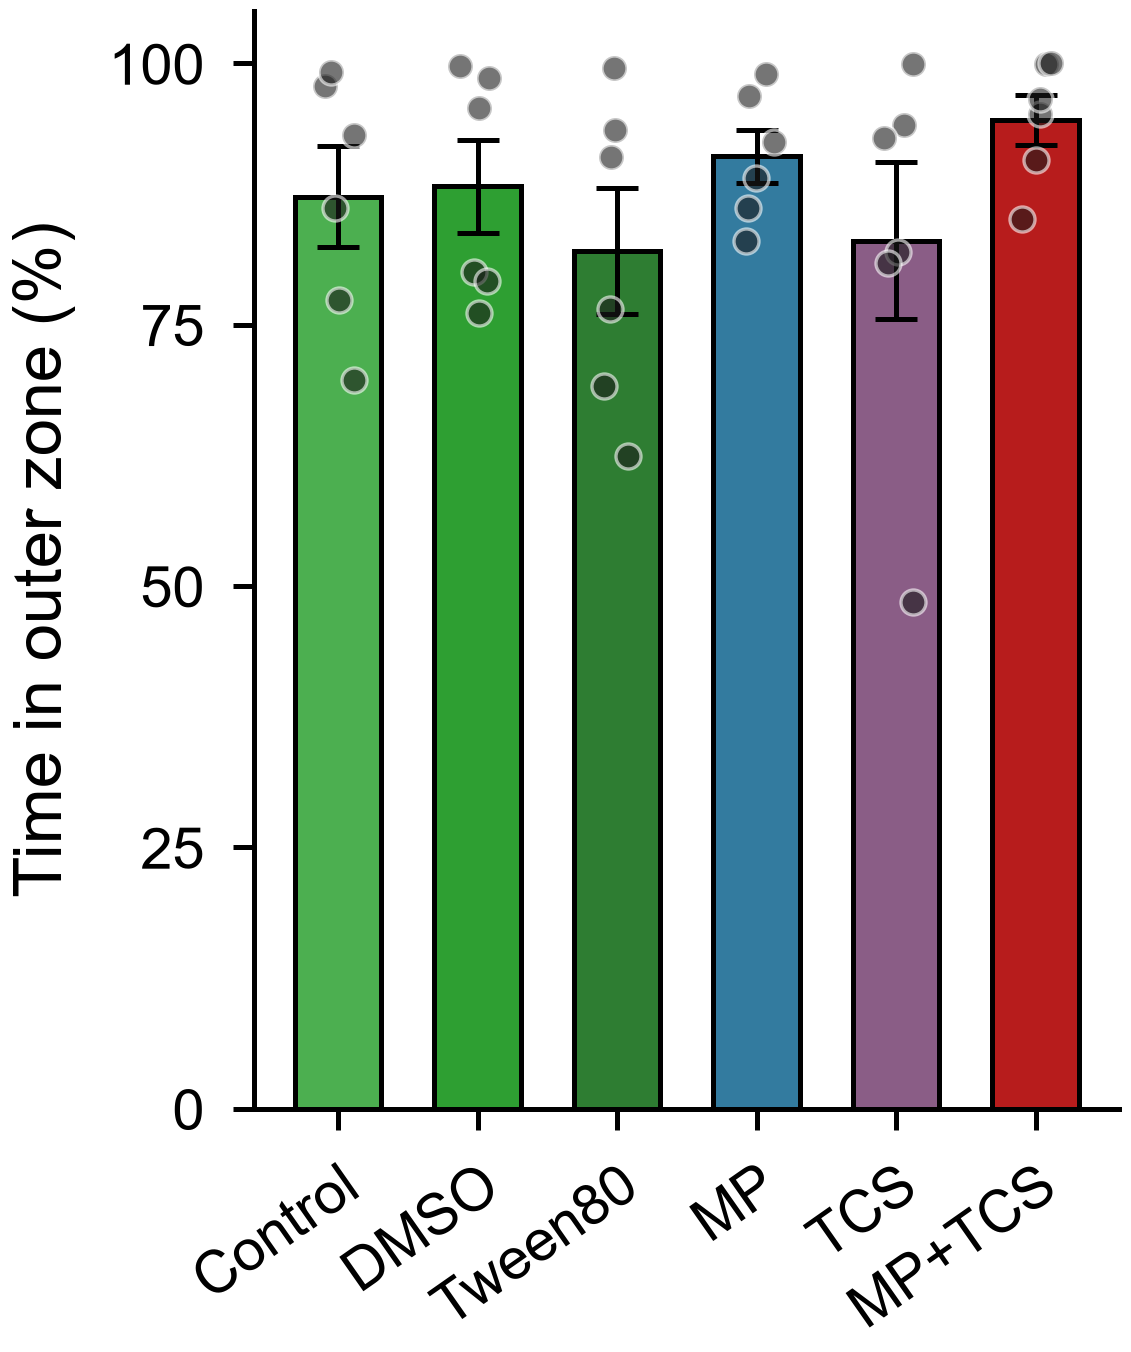 Time in outer zone (%)
100
75
50
25
0
Control
DMSO
Tween80
MP
TCS
MP+TCS